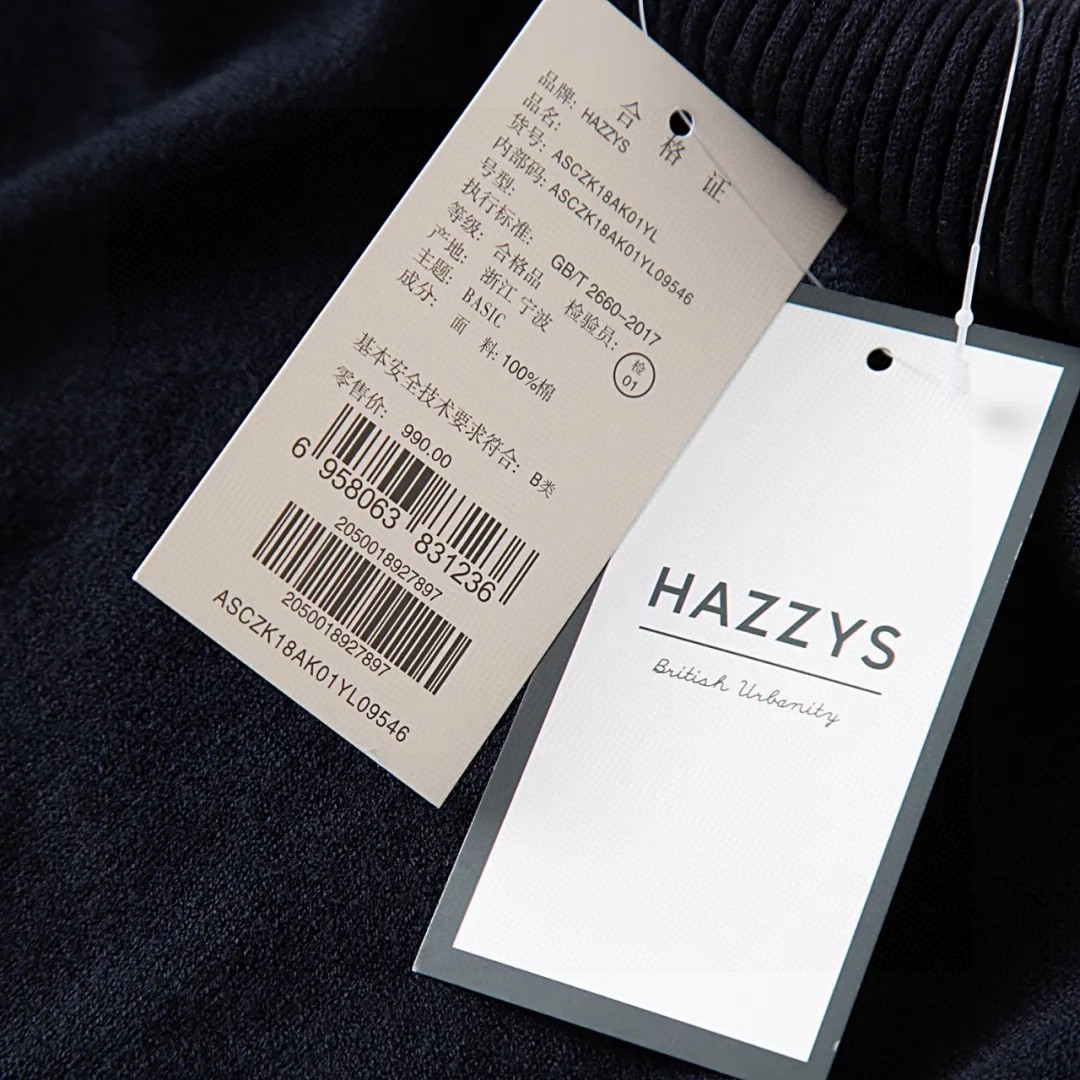 合格证
品牌: HAZZYS
品名:
货号: ASCZK18AK01YL
内部码: ASCZK18AK01YL09546
号型:
执行标准: GB/T 2660-2017
等级: 合格品 检验员: 检 01
产地: 浙江 宁波
主题: BASIC
成分:
面 料: 100%棉
基本安全技术要求符合: B类
零售价: 990.00
6 958063 831236
2050018927897
2050018927897
ASCZK18AK01YL09546
HAZZYS
British Urbanity